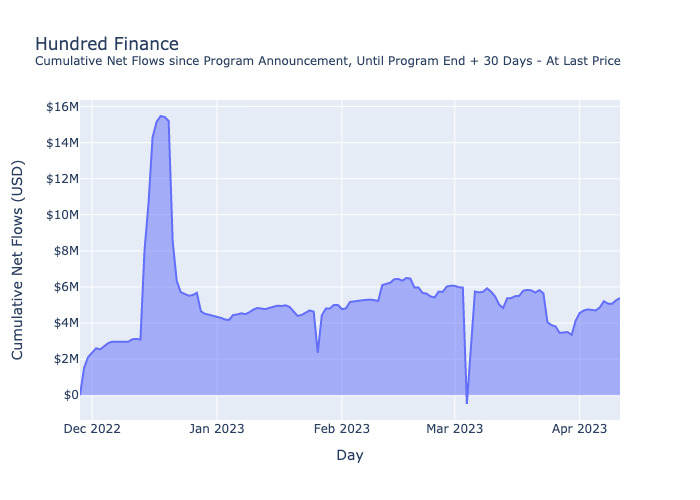 Hundred Finance
Cumulative Net Flows since Program Announcement, Until Program End + 30 Days - At Last Price
$16M
$14M
$12M
$10M
$8M
$6M
$4M
$2M
$0
Cumulative Net Flows (USD)
Dec 2022
Jan 2023
Feb 2023
Mar 2023
Apr 2023
Day